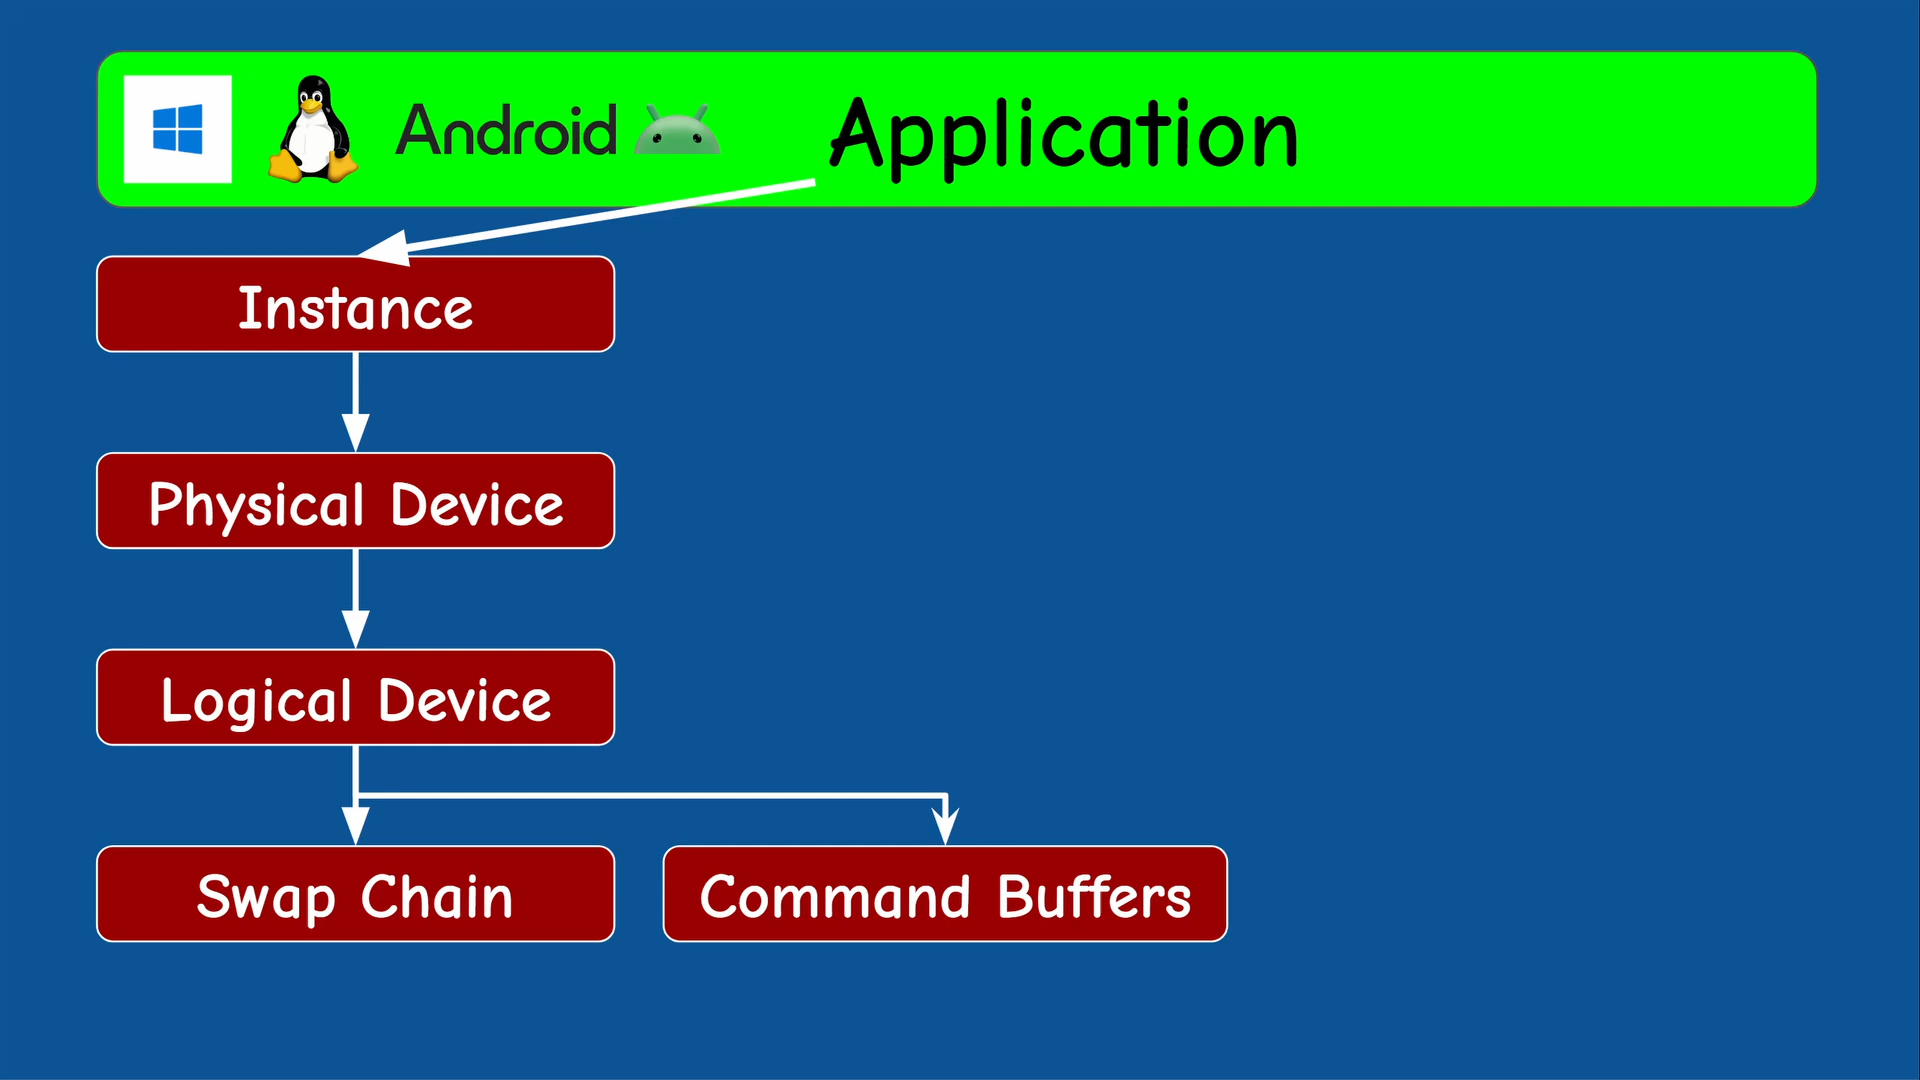 Android Application
Instance
Physical Device
Logical Device
Swap Chain
Command Buffers